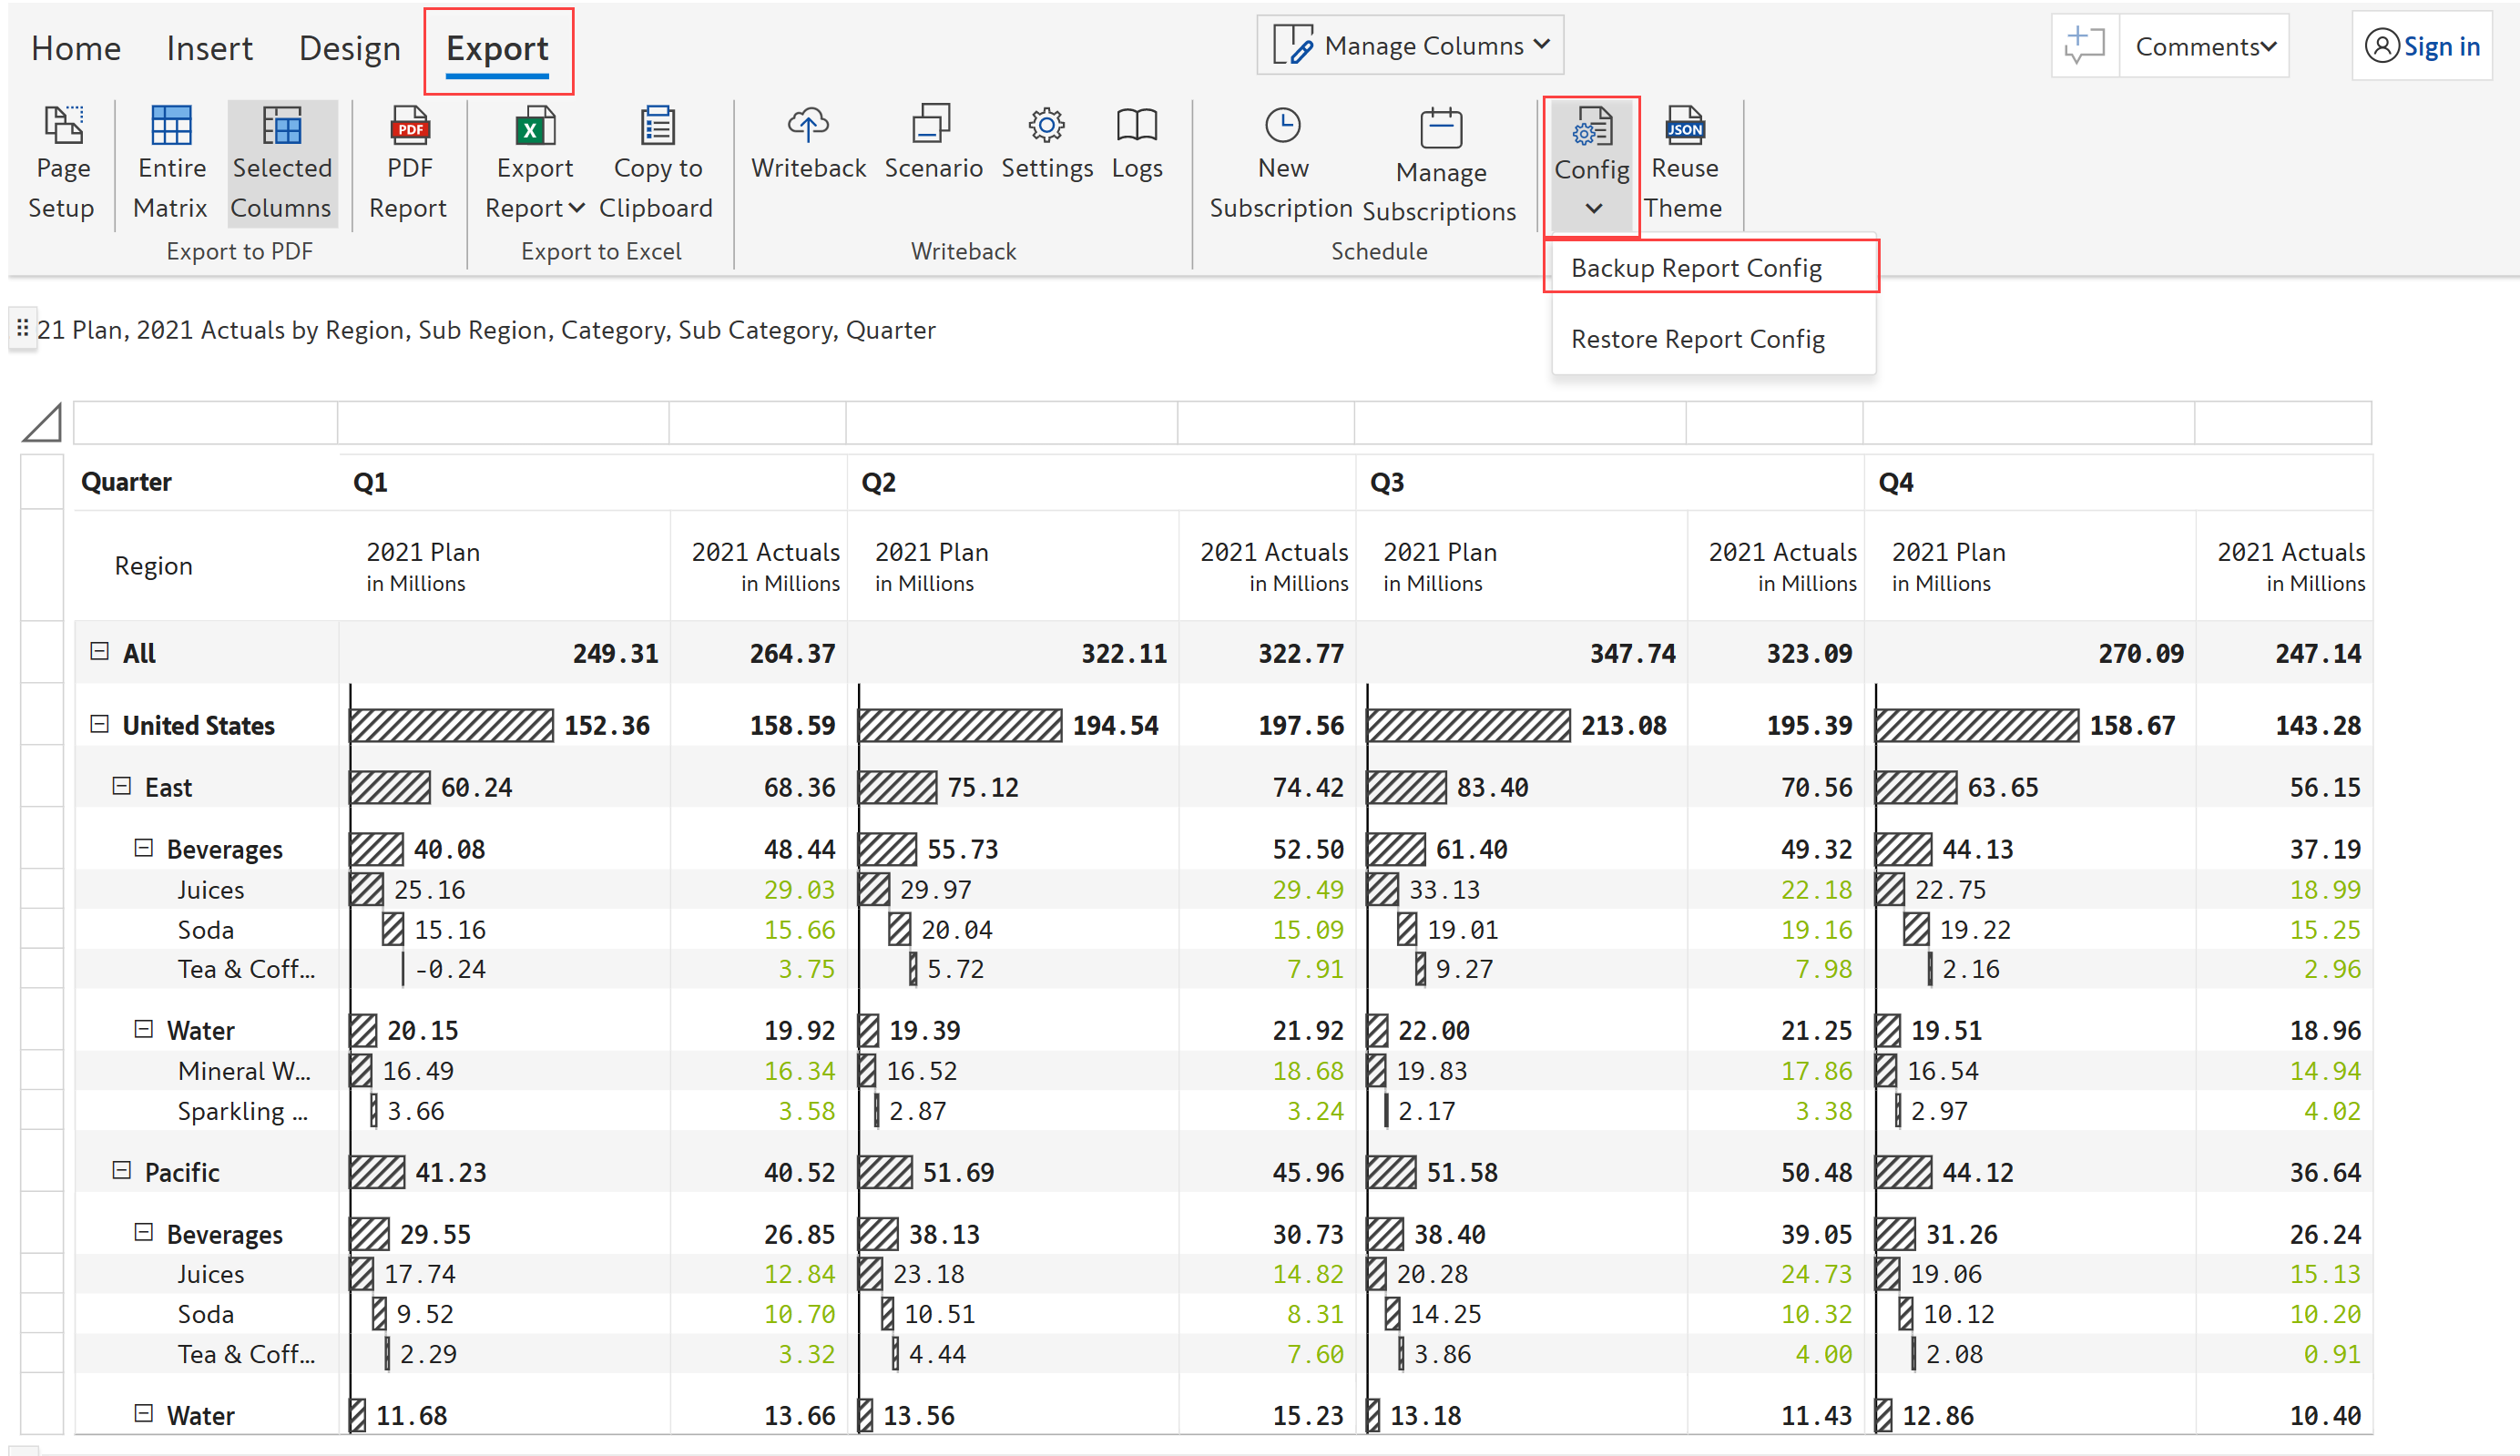 Home Insert Design Export Manage Columns Comments Sign in
Page Setup
Entire Matrix
Selected Columns
PDF Report
Export Report
Copy to Clipboard
Writeback
Scenario
Settings
Logs
New Subscription
Manage Subscriptions
Config
JSON
Reuse Theme
Export to PDF Export to Excel Writeback Schedule
Backup Report Config
Restore Report Config
21 Plan, 2021 Actuals by Region, Sub Region, Category, Sub Category, Quarter
Quarter Q1 Q2 Q3 Q4
Region 2021 Plan 2021 Actuals 2021 Plan 2021 Actuals 2021 Plan 2021 Actuals 2021 Plan 2021 Actuals
in Millions in Millions in Millions in Millions in Millions in Millions in Millions in Millions
All 249.31 264.37 322.11 322.77 347.74 323.09 270.09 247.14
United States 152.36 158.59 194.54 197.56 213.08 195.39 158.67 143.28
East 60.24 68.36 75.12 74.42 83.40 70.56 63.65 56.15
Beverages 40.08 48.44 55.73 52.50 61.40 49.32 44.13 37.19
Juices 25.16 29.03 29.97 29.49 33.13 22.18 22.75 18.99
Soda 15.16 15.66 20.04 15.09 19.01 19.16 19.22 15.25
Tea & Coff... -0.24 3.75 5.72 7.91 9.27 7.98 2.16 2.96
Water 20.15 19.92 19.39 21.92 22.00 21.25 19.51 18.96
Mineral W... 16.49 16.34 16.52 18.68 19.83 17.86 16.54 14.94
Sparkling ... 3.66 3.58 2.87 3.24 2.17 3.38 2.97 4.02
Pacific 41.23 40.52 51.69 45.96 51.58 50.48 44.12 36.64
Beverages 29.55 26.85 38.13 30.73 38.40 39.05 31.26 26.24
Juices 17.74 12.84 23.18 14.82 20.28 24.73 19.06 15.13
Soda 9.52 10.70 10.51 8.31 14.25 10.32 10.12 10.20
Tea & Coff... 2.29 3.32 4.44 7.60 3.86 4.00 2.08 0.91
Water 11.68 13.66 13.56 15.23 13.18 11.43 12.86 10.40